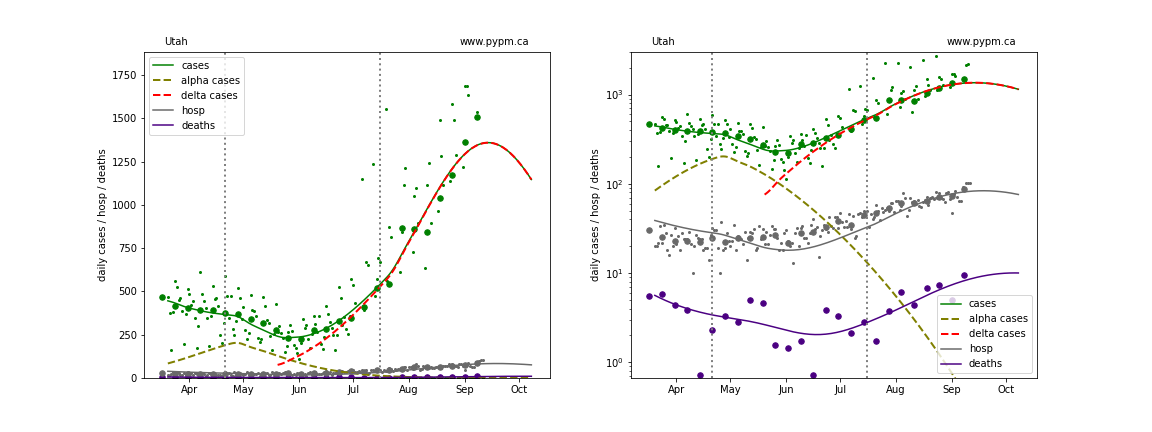 Utah www.pypm.ca
cases
alpha cases
delta cases
hosp
deaths
daily cases / hosp / deaths
1750
1500
1250
1000
750
500
250
0
Apr May Jun Jul Aug Sep Oct
Utah www.pypm.ca
daily cases / hosp / deaths
10³
10²
10¹
10⁰
cases
alpha cases
delta cases
hosp
deaths
Apr May Jun Jul Aug Sep Oct